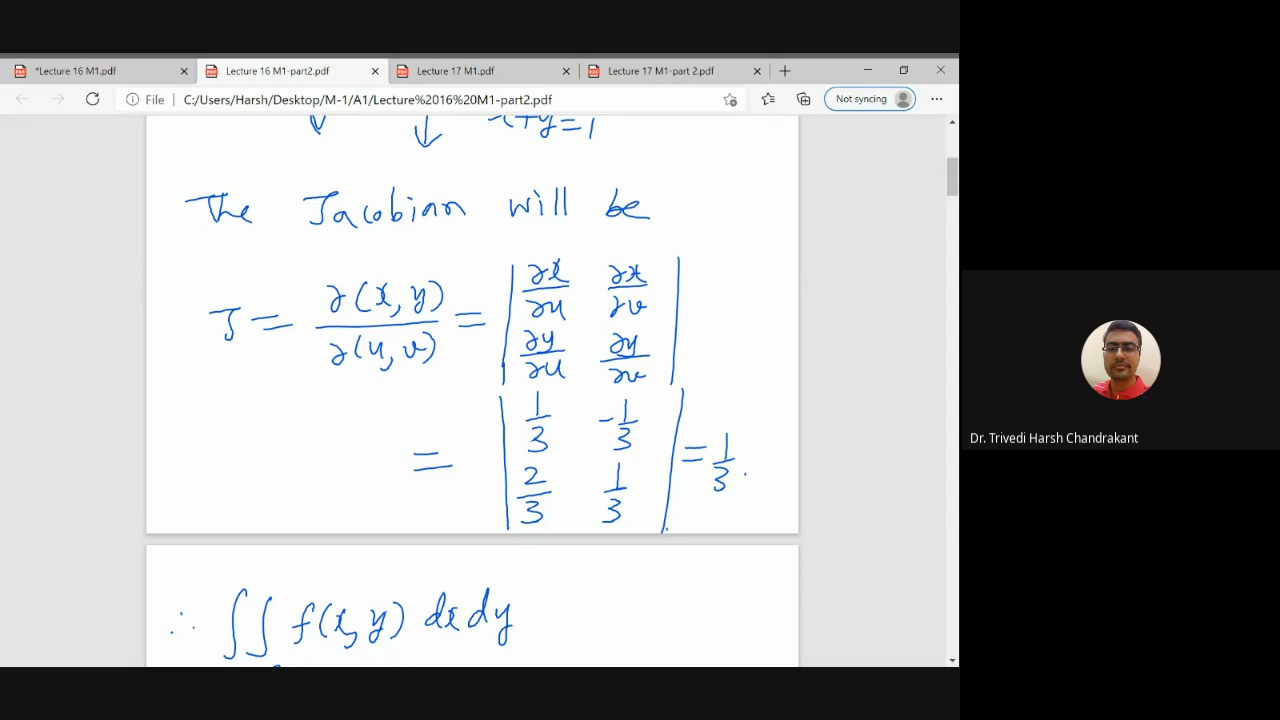 *Lecture 16 M1.pdf
Lecture 16 M1-part2.pdf
Lecture 17 M1.pdf
Lecture 17 M1-part 2.pdf
File | C:/Users/Harsh/Desktop/M-1/A1/Lecture%2016%20M1-part2.pdf
Not syncing
x+y=1
The Jacobian will be
J = ∂(x,y)/∂(u,v) = | ∂x/∂u ∂x/∂v |
| ∂y/∂u ∂y/∂v |
= | 1/3 -1/3 |
| 2/3 1/3 | = 1/3.
∴ ∫∫ f(x,y) dx dy
Dr. Trivedi Harsh Chandrakant